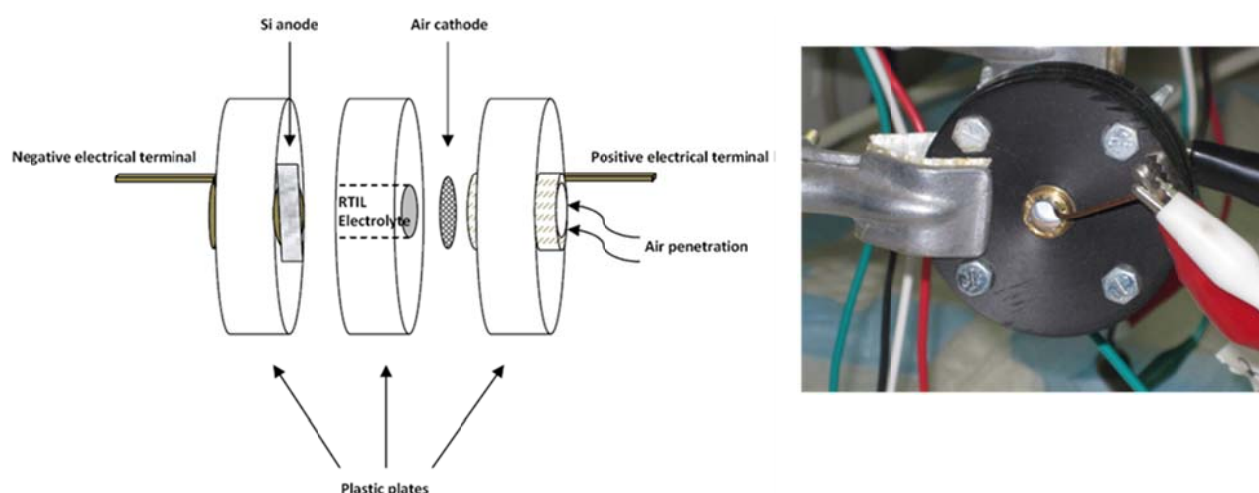 Si anode
Air cathode
Negative electrical terminal
Positive electrical terminal
RTIL
Electrolyte
Air penetration
Plastic plates